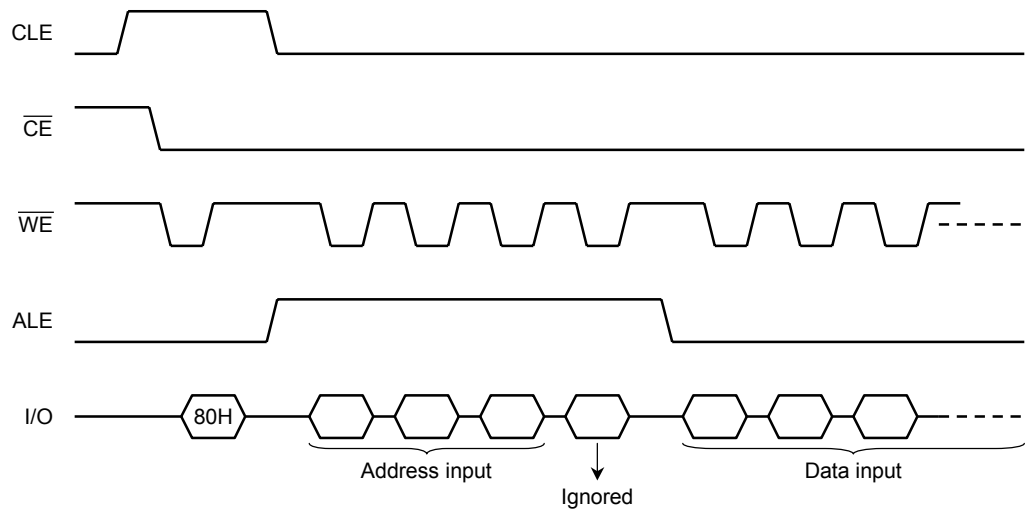 CLE
CE
WE
ALE
I/O
80H
Address input
Data input
Ignored